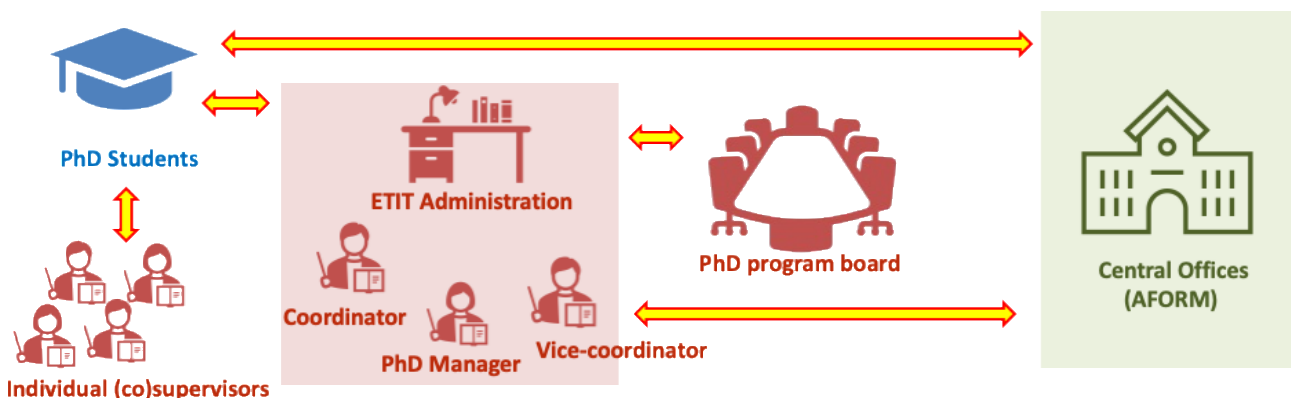 PhD Students
ETIT Administration
PhD program board
Central Offices
(AFORM)
Coordinator
PhD Manager
Vice-coordinator
Individual (co)supervisors